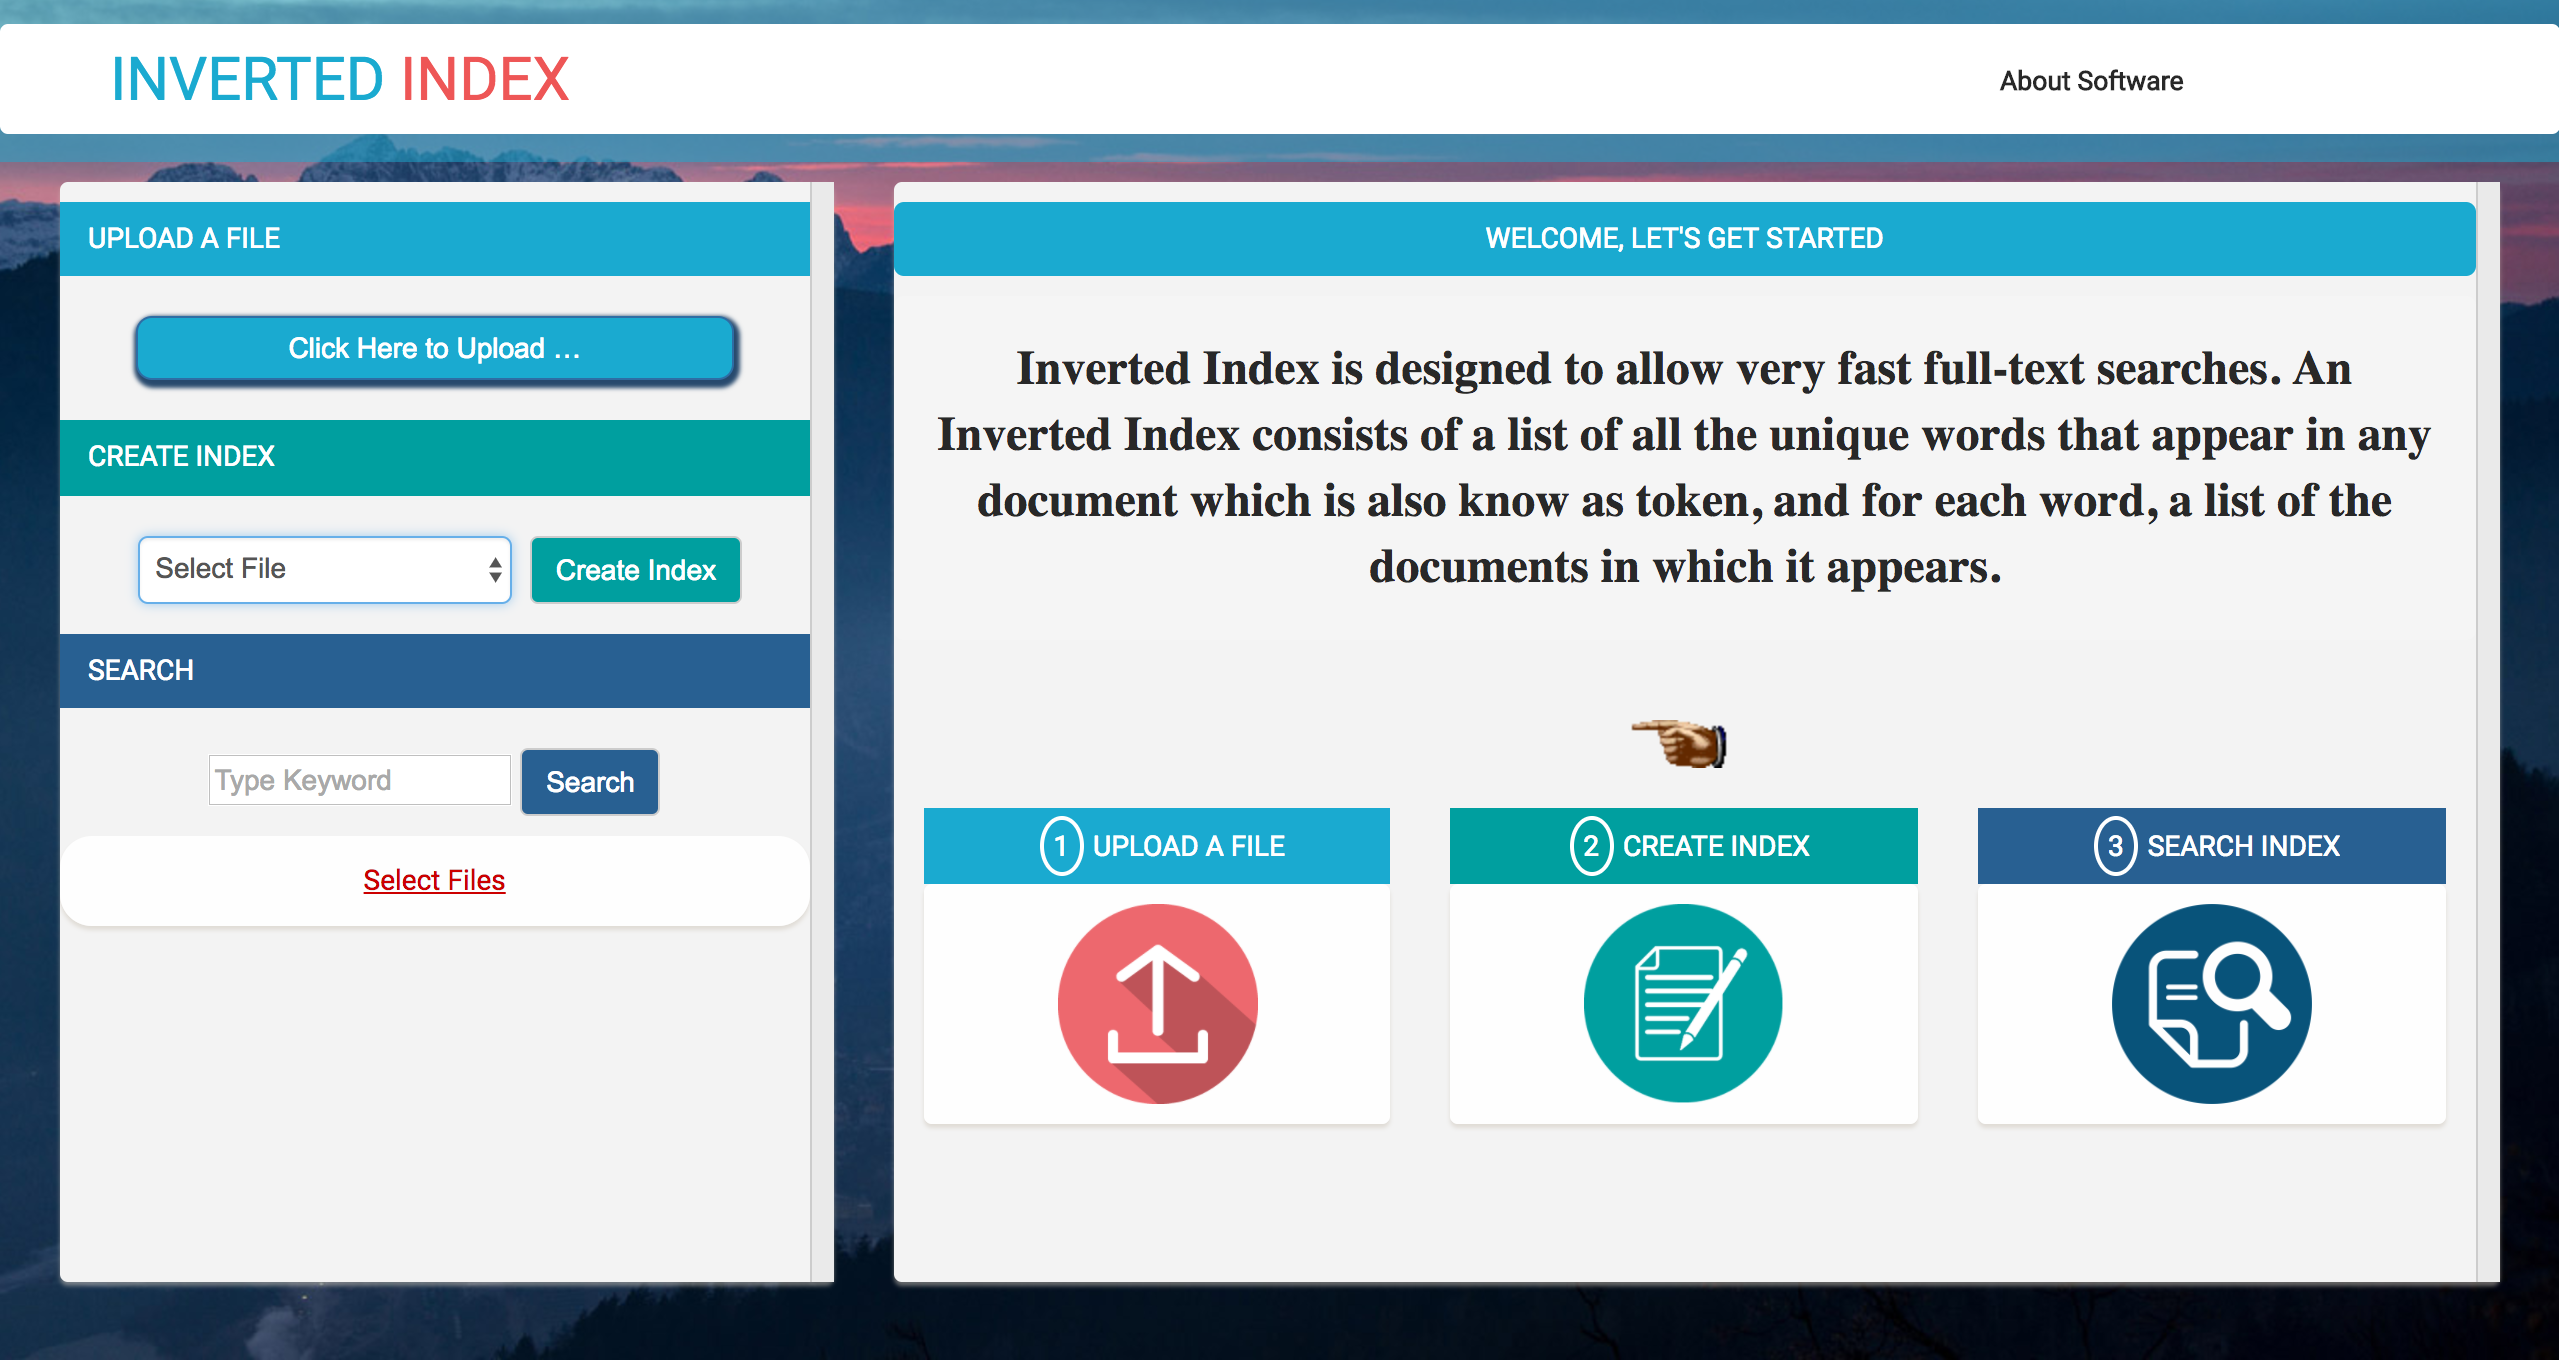 INVERTED INDEX
About Software
UPLOAD A FILE
Click Here to Upload ...
CREATE INDEX
Select File
Create Index
SEARCH
Type Keyword
Search
Select Files
WELCOME, LET'S GET STARTED
Inverted Index is designed to allow very fast full-text searches. An
Inverted Index consists of a list of all the unique words that appear in any
document which is also know as token, and for each word, a list of the
documents in which it appears.
1 UPLOAD A FILE
2 CREATE INDEX
3 SEARCH INDEX